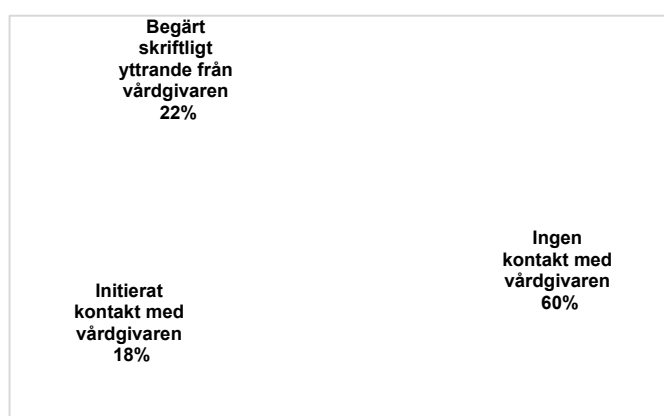 Begärt
skriftligt
yttrande från
vårdgivaren
22%
Ingen
kontakt med
vårdgivaren
60%
Initierat
kontakt med
vårdgivaren
18%